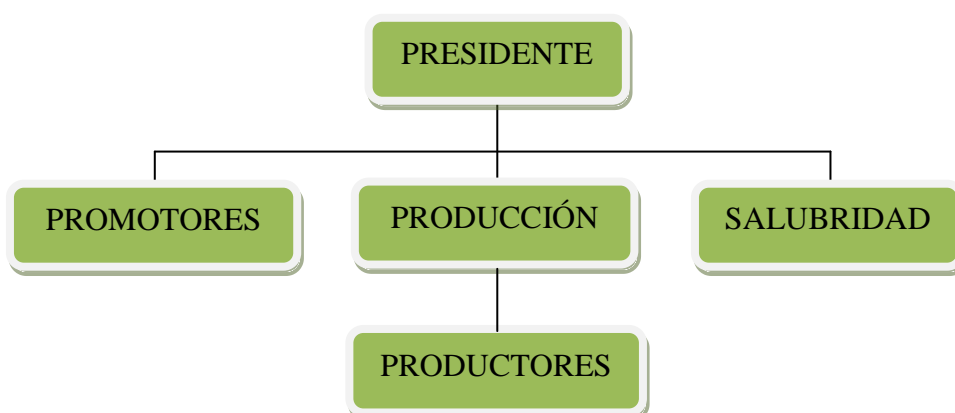 PRESIDENTE
PROMOTORES
PRODUCCIÓN
SALUBRIDAD
PRODUCTORES